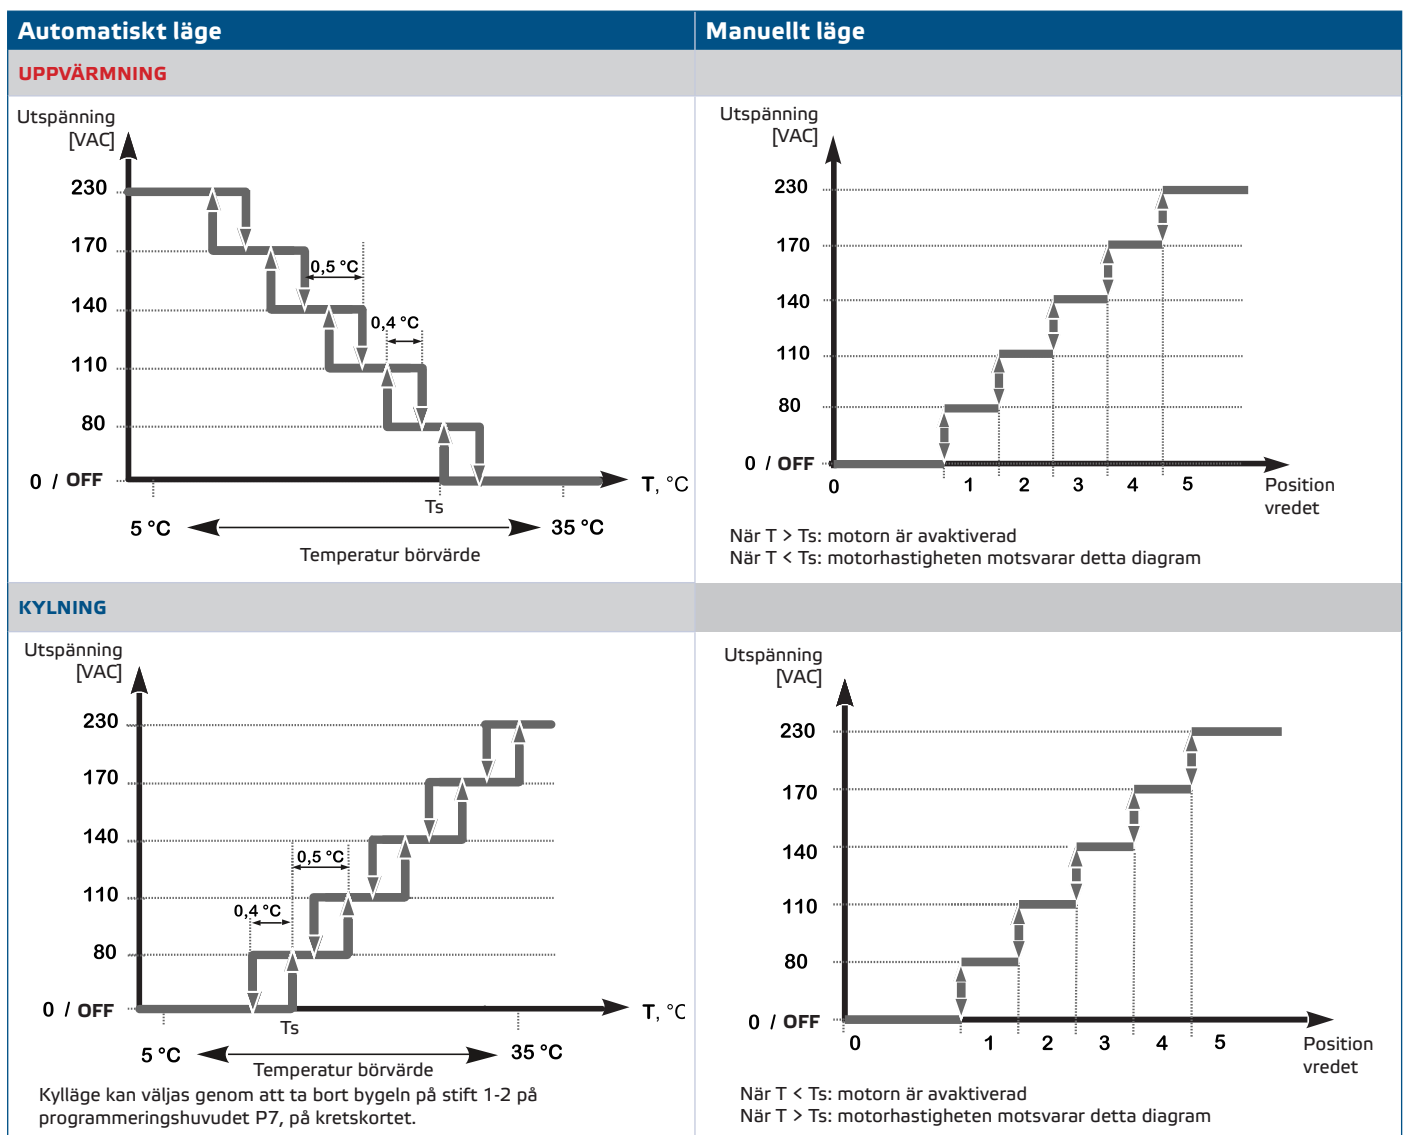 Automatiskt läge
Manuellt läge
UPPVÄRMNING
Utspänning
[VAC]
230
170
140
110
80
0 / OFF
0,5 °C
0,4 °C
Ts
T, °C
5 °C
35 °C
Temperatur börvärde
Utspänning
[VAC]
230
170
140
110
80
0 / OFF
0
1
2
3
4
5
Position
vredet
När T > Ts: motorn är avaktiverad
När T < Ts: motorhastigheten motsvarar detta diagram
KYLNING
Utspänning
[VAC]
230
170
140
110
80
0 / OFF
0,5 °C
0,4 °C
Ts
T, °C
5 °C
35 °C
Temperatur börvärde
Kylläge kan väljas genom att ta bort bygeln på stift 1-2 på
programmeringshuvudet P7, på kretskortet.
Utspänning
[VAC]
230
170
140
110
80
0 / OFF
0
1
2
3
4
5
Position
vredet
När T < Ts: motorn är avaktiverad
När T > Ts: motorhastigheten motsvarar detta diagram